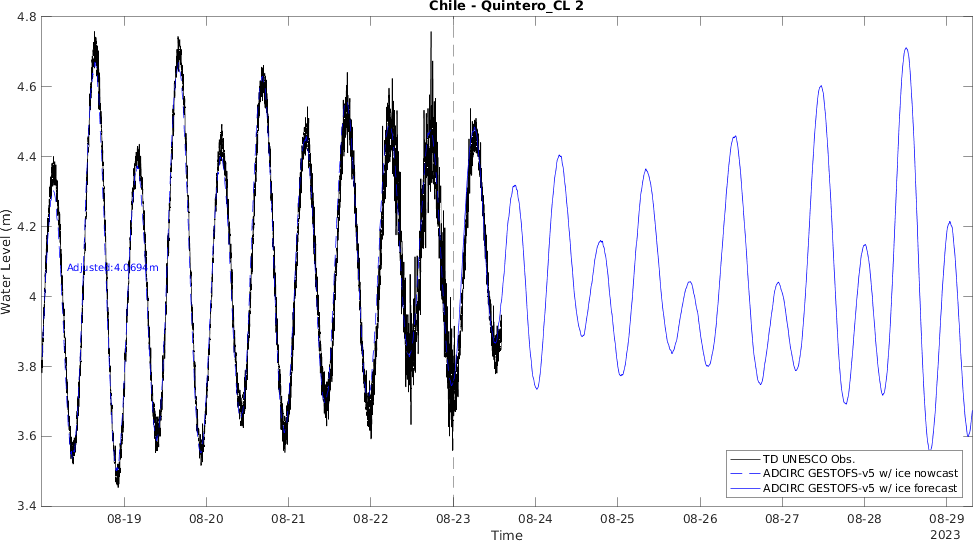 Chile - Quintero_CL 2
4.8
4.6
4.4
4.2
4
3.8
3.6
3.4
Water Level (m)
Adjusted:4.0694m
TD UNESCO Obs.
ADCIRC GESTOFS-v5 w/ ice nowcast
ADCIRC GESTOFS-v5 w/ ice forecast
08-19 08-20 08-21 08-22 08-23 08-24 08-25 08-26 08-27 08-28 08-29
2023
Time